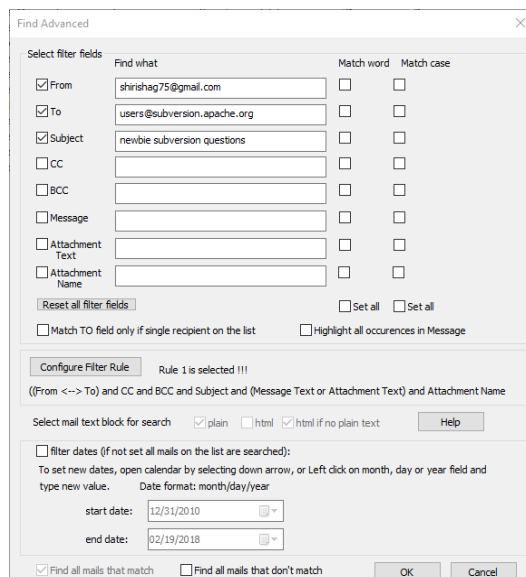 Find Advanced
Select filter fields
Find what Match word Match case
From shirishag75@gmail.com
To users@subversion.apache.org
Subject newbie subversion questions
CC
BCC
Message
Attachment
Text
Attachment
Name
Reset all filter fields Set all Set all
Match TO field only if single recipient on the list Highlight all occurences in Message
Configure Filter Rule Rule 1 is selected !!!
((From <--> To) and CC and BCC and Subject and (Message Text or Attachment Text) and Attachment Name
Select mail text block for search plain html html if no plain text Help
filter dates (if not set all mails on the list are searched):
To set new dates, open calendar by selecting down arrow, or Left click on month, day or year field and
type new value. Date format: month/day/year
start date: 12/31/2010
end date: 02/19/2018
Find all mails that match Find all mails that don't match OK Cancel